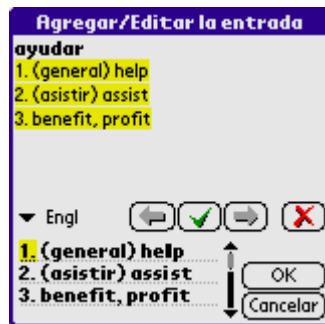 Agregar/Editar la entrada
ayudar
1. (general) help
2. (asistir) assist
3. benefit, profit
Engl
1. (general) help
2. (asistir) assist
3. benefit, profit
OK
Cancelar